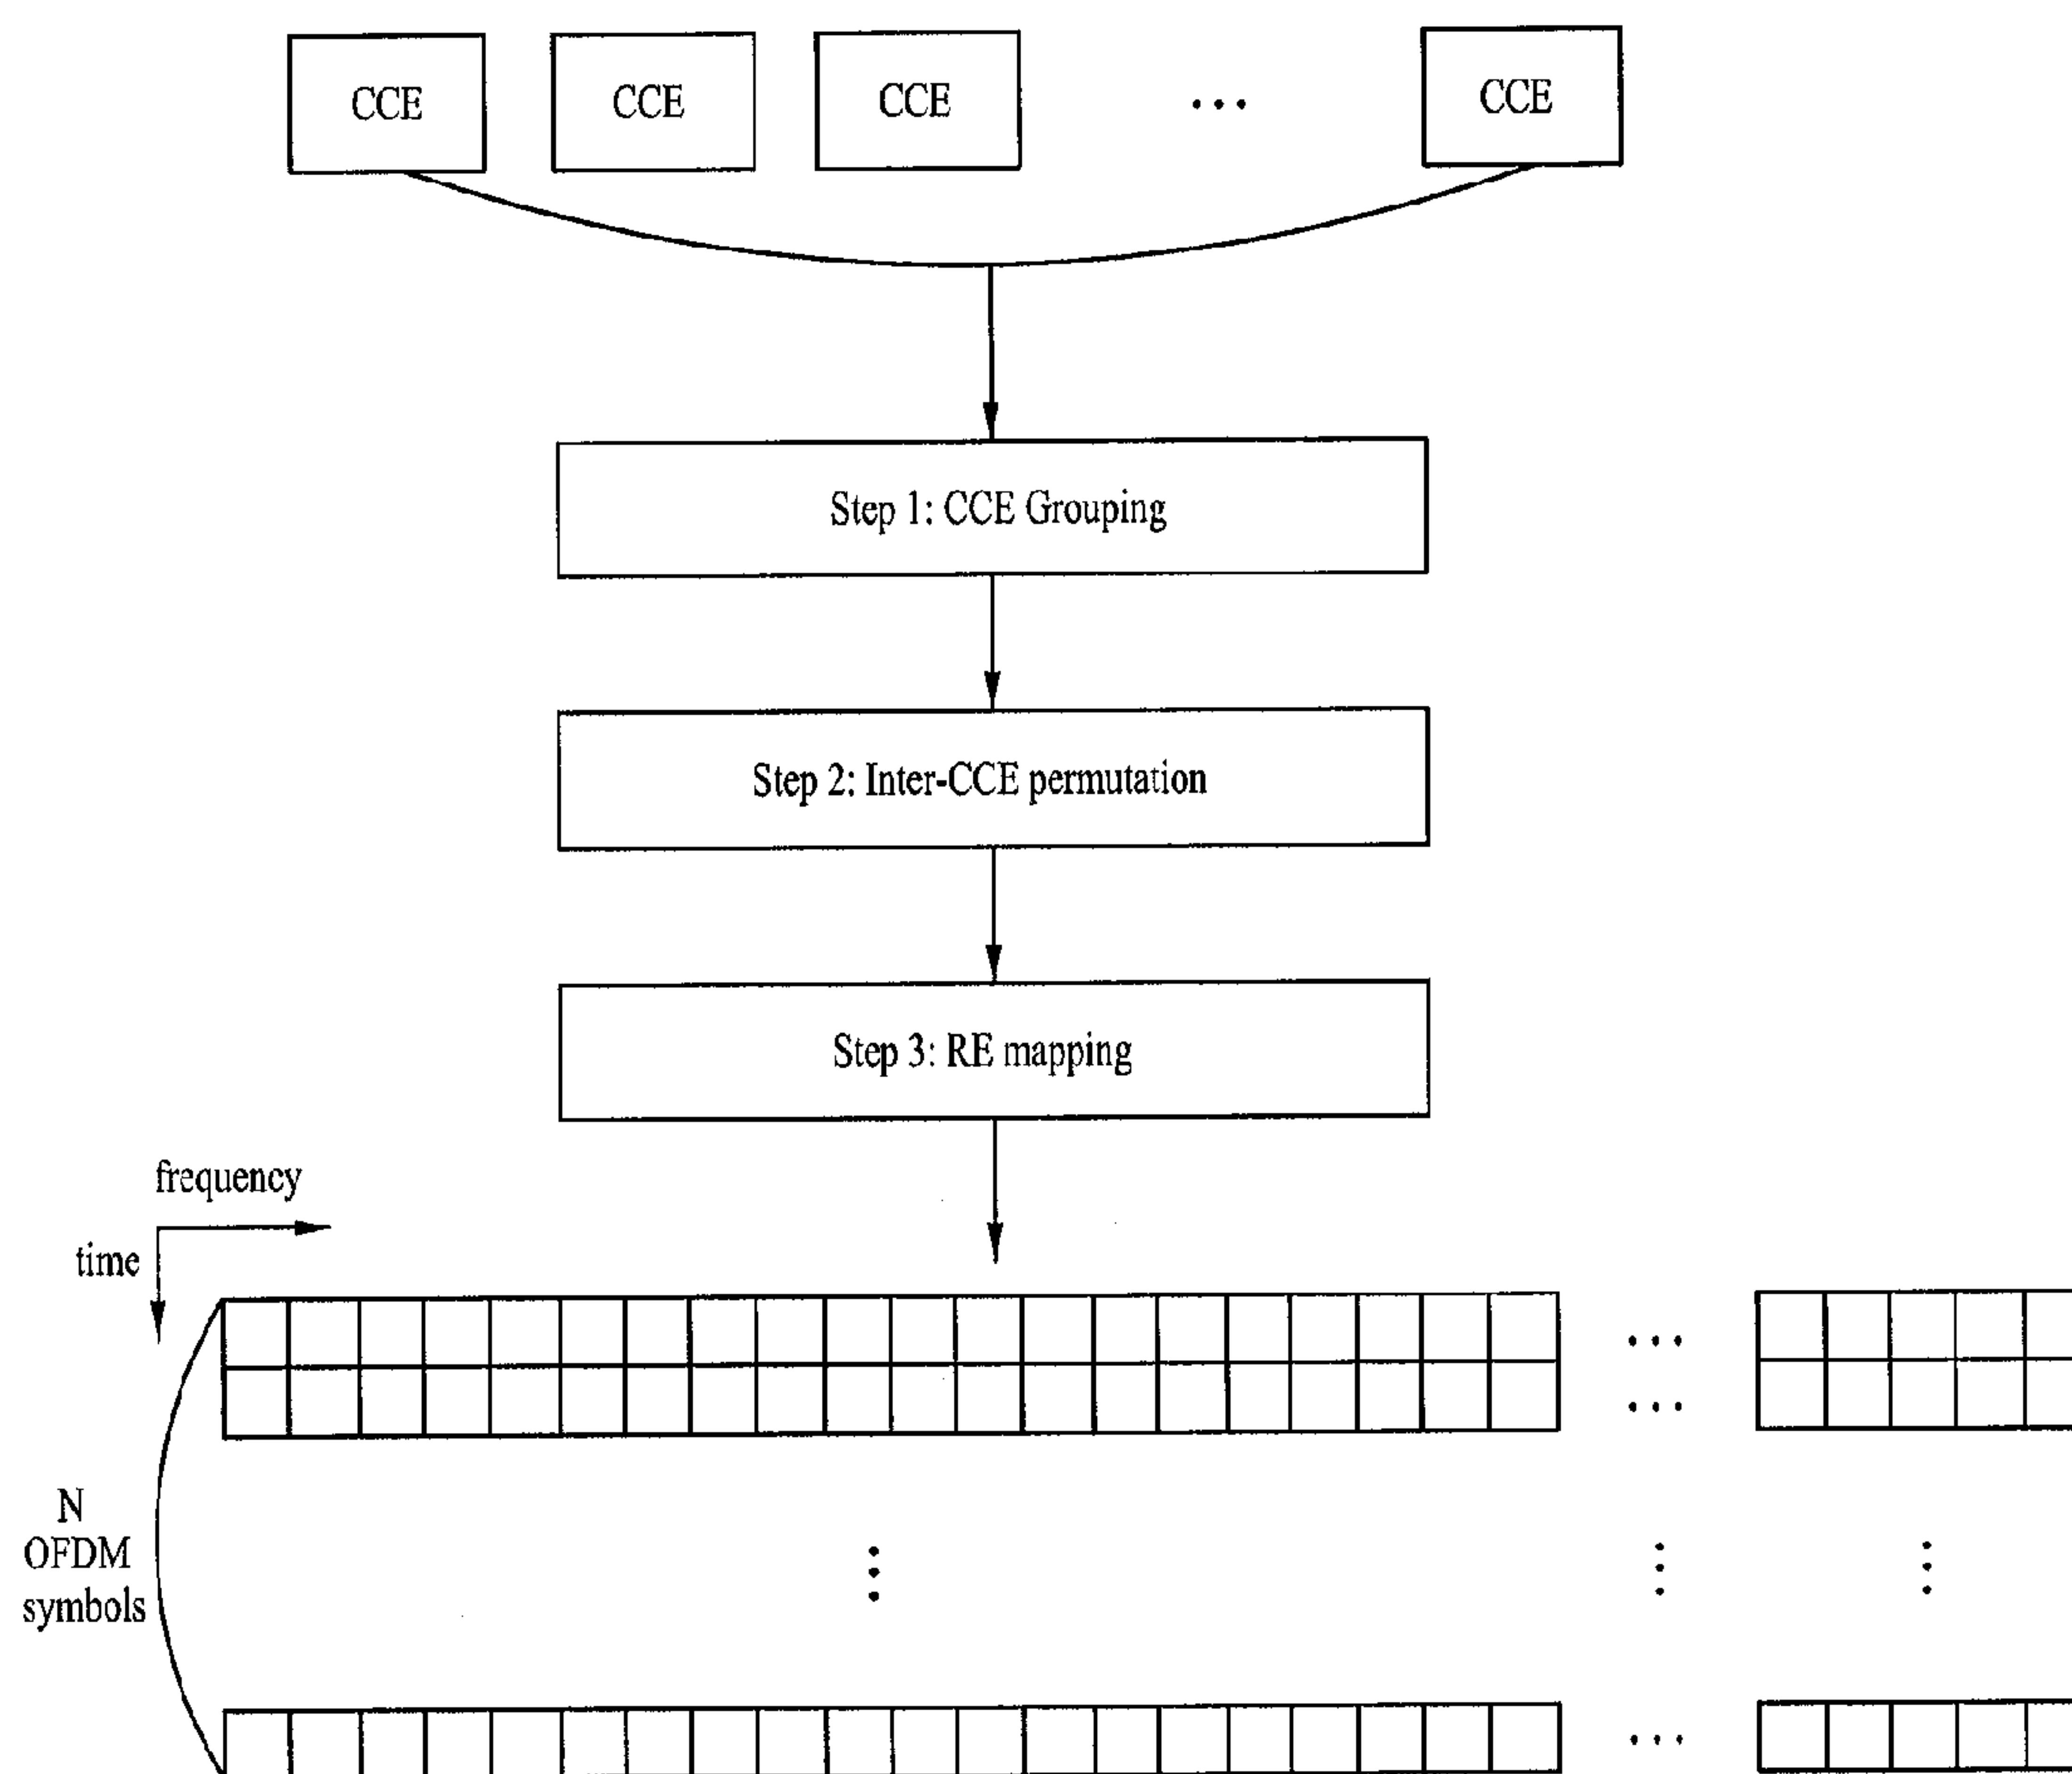 CCE CCE CCE ... CCE
Step 1: CCE Grouping
Step 2: Inter-CCE permutation
Step 3: RE mapping
frequency
time
N
OFDM
symbols